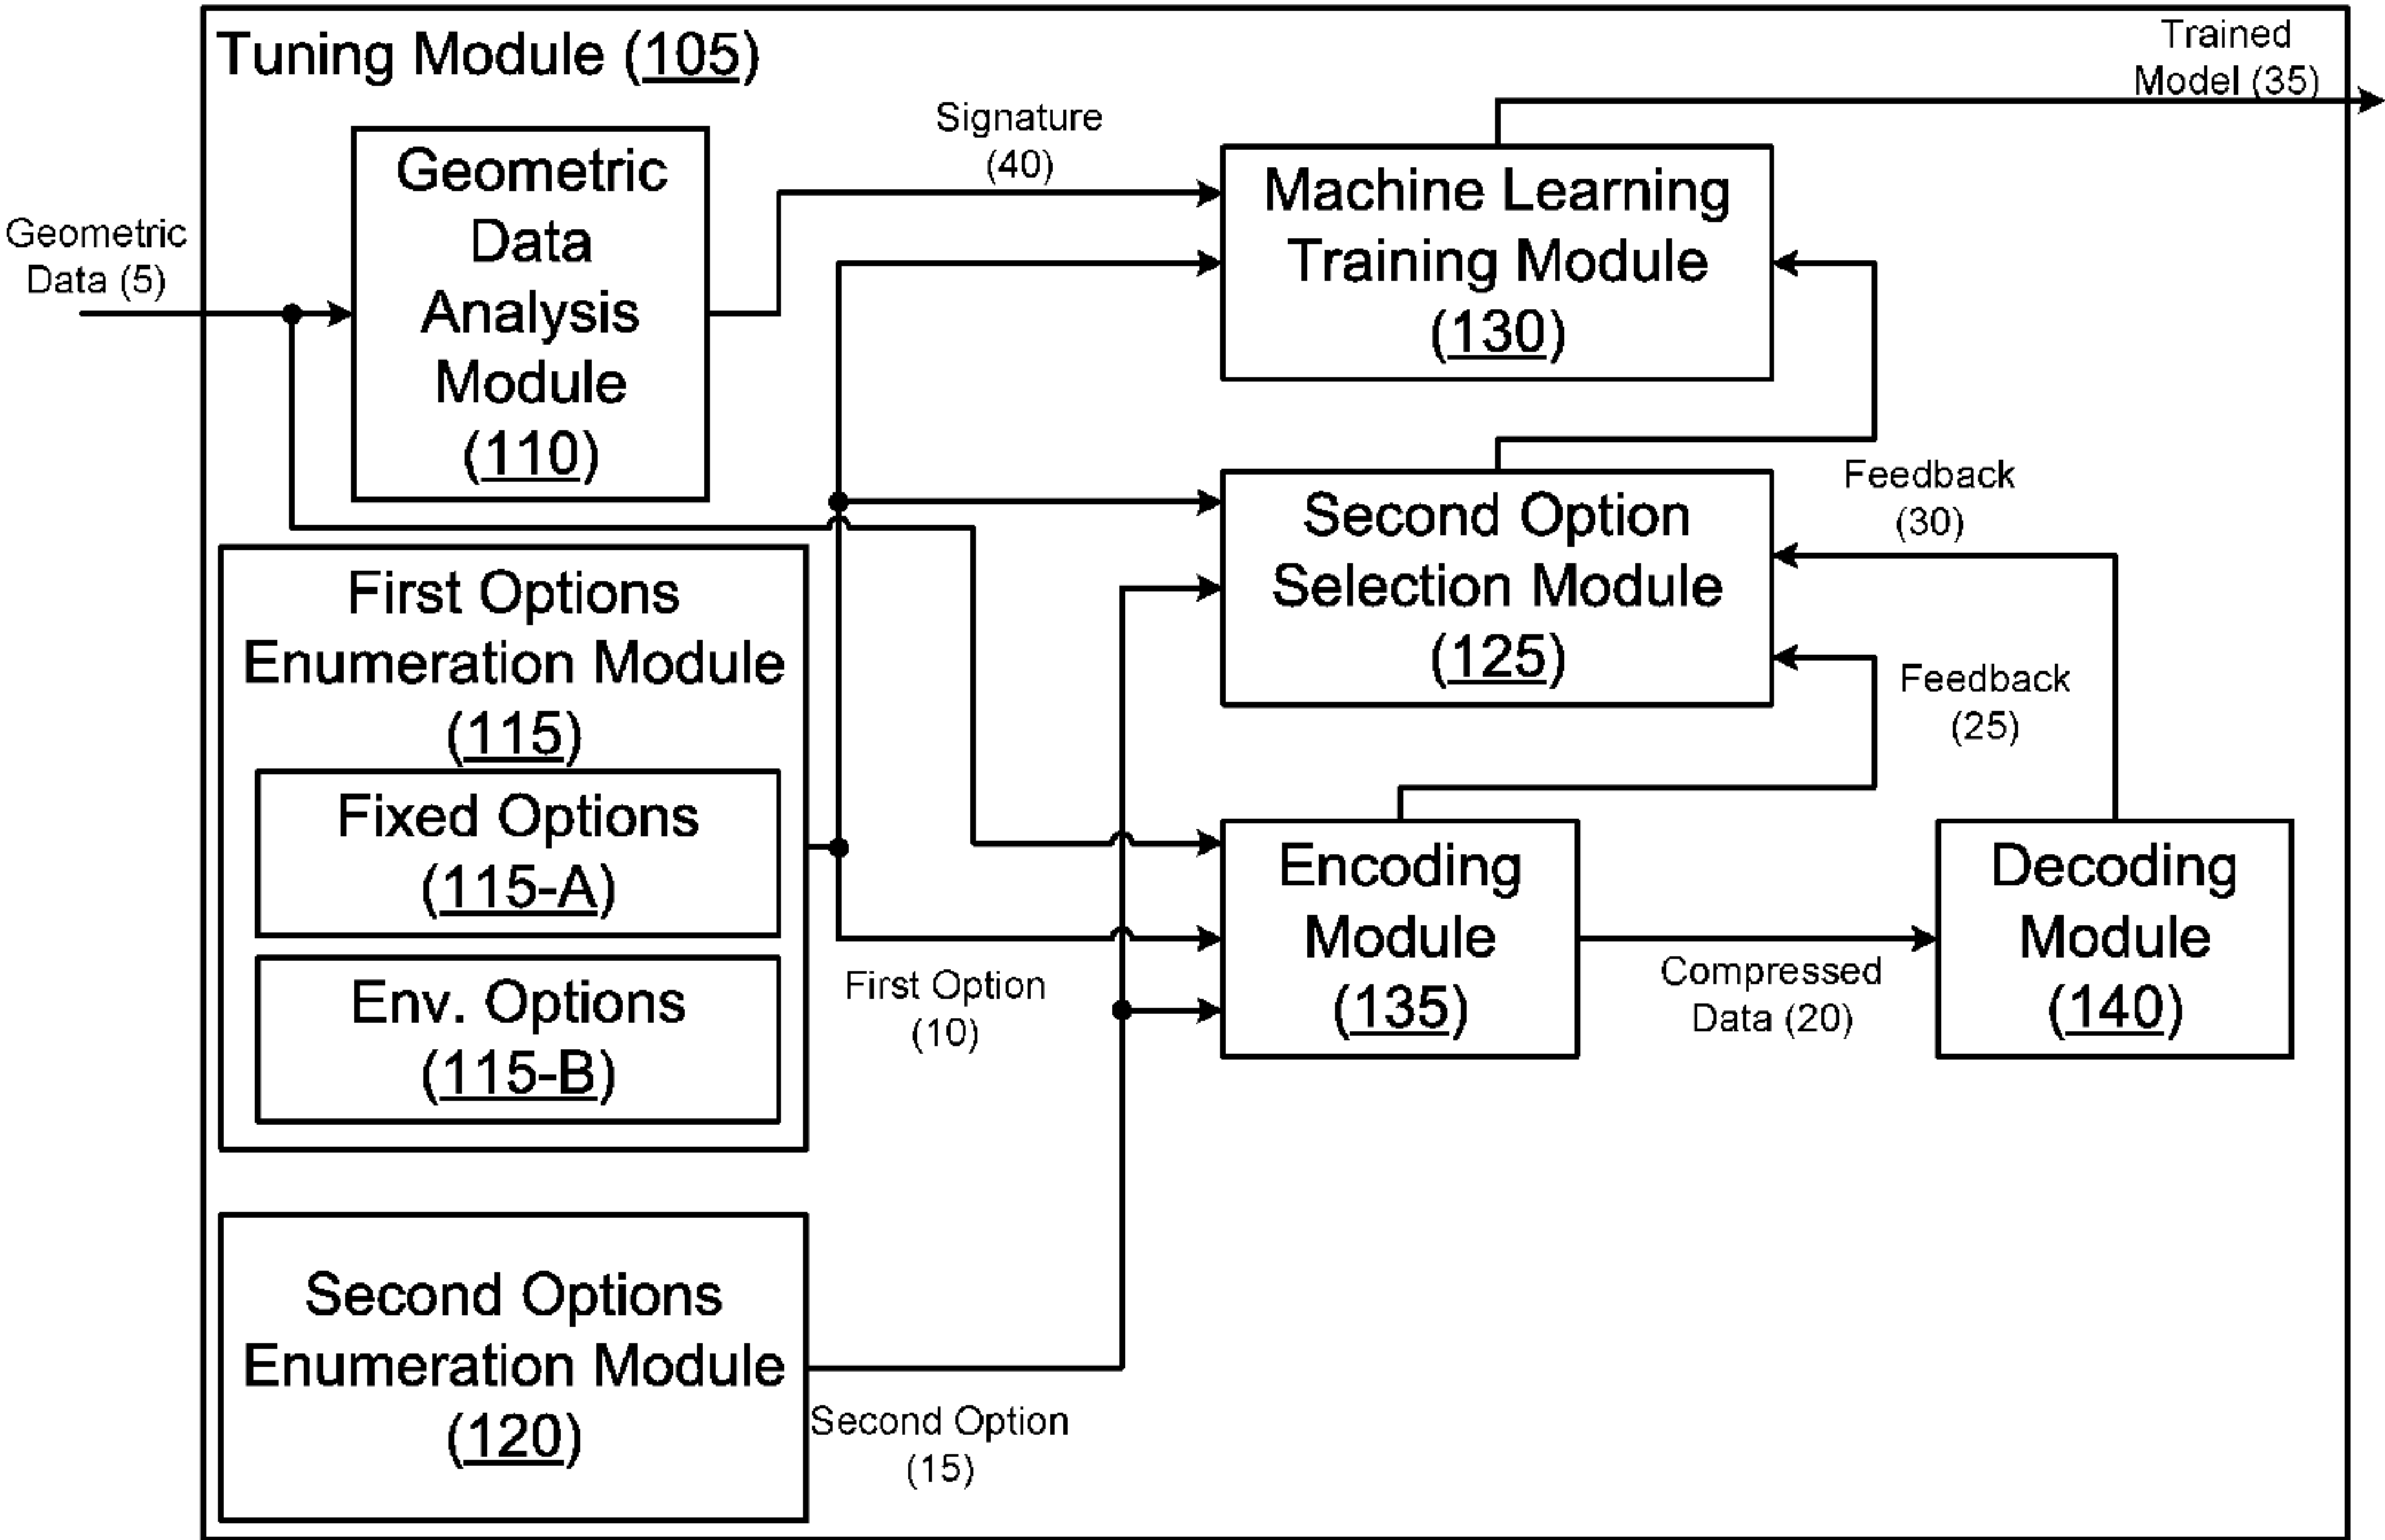 Tuning Module (105)
Trained
Model (35)
Signature
(40)
Geometric
Data (5)
Geometric
Data
Analysis
Module
(110)
Machine Learning
Training Module
(130)
First Options
Enumeration Module
(115)
Fixed Options
(115-A)
Env. Options
(115-B)
Second Option
Selection Module
(125)
Feedback
(30)
Feedback
(25)
First Option
(10)
Encoding
Module
(135)
Compressed
Data (20)
Decoding
Module
(140)
Second Options
Enumeration Module
(120)
Second Option
(15)